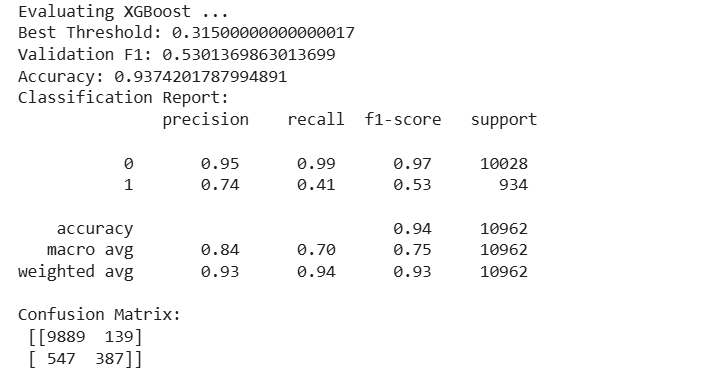 Evaluating XGBoost ...
Best Threshold: 0.31500000000000017
Validation F1: 0.5301369863013699
Accuracy: 0.9374201787994891
Classification Report:
precision recall f1-score support
0 0.95 0.99 0.97 10028
1 0.74 0.41 0.53 934
accuracy 0.94 10962
macro avg 0.84 0.70 0.75 10962
weighted avg 0.93 0.94 0.93 10962
Confusion Matrix:
[[9889 139]
[ 547 387]]